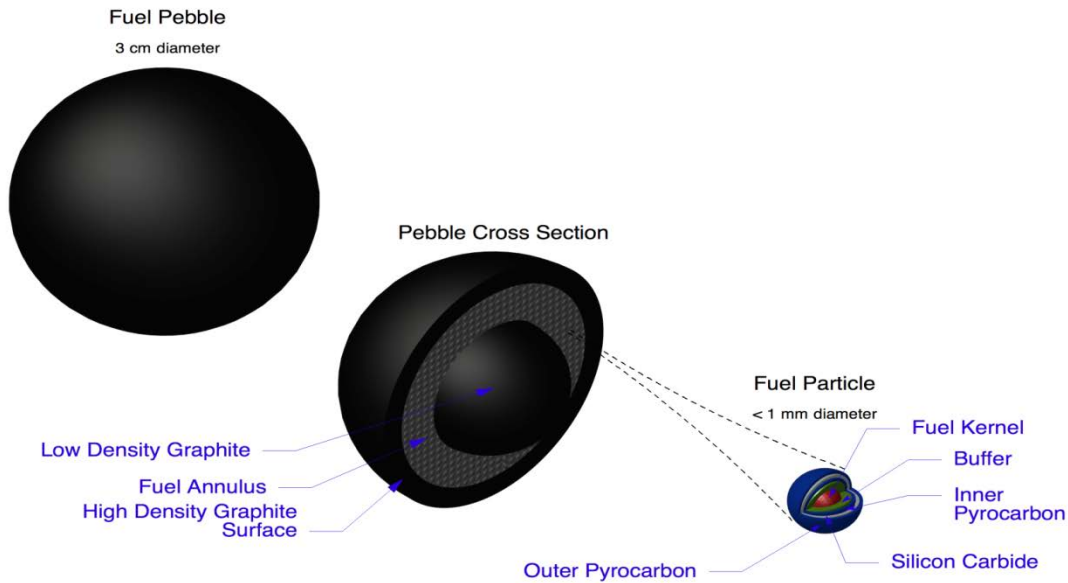 Fuel Pebble
3 cm diameter
Pebble Cross Section
Low Density Graphite
Fuel Annulus
High Density Graphite
Surface
Fuel Particle
< 1 mm diameter
Fuel Kernel
Buffer
Inner
Pyrocarbon
Silicon Carbide
Outer Pyrocarbon